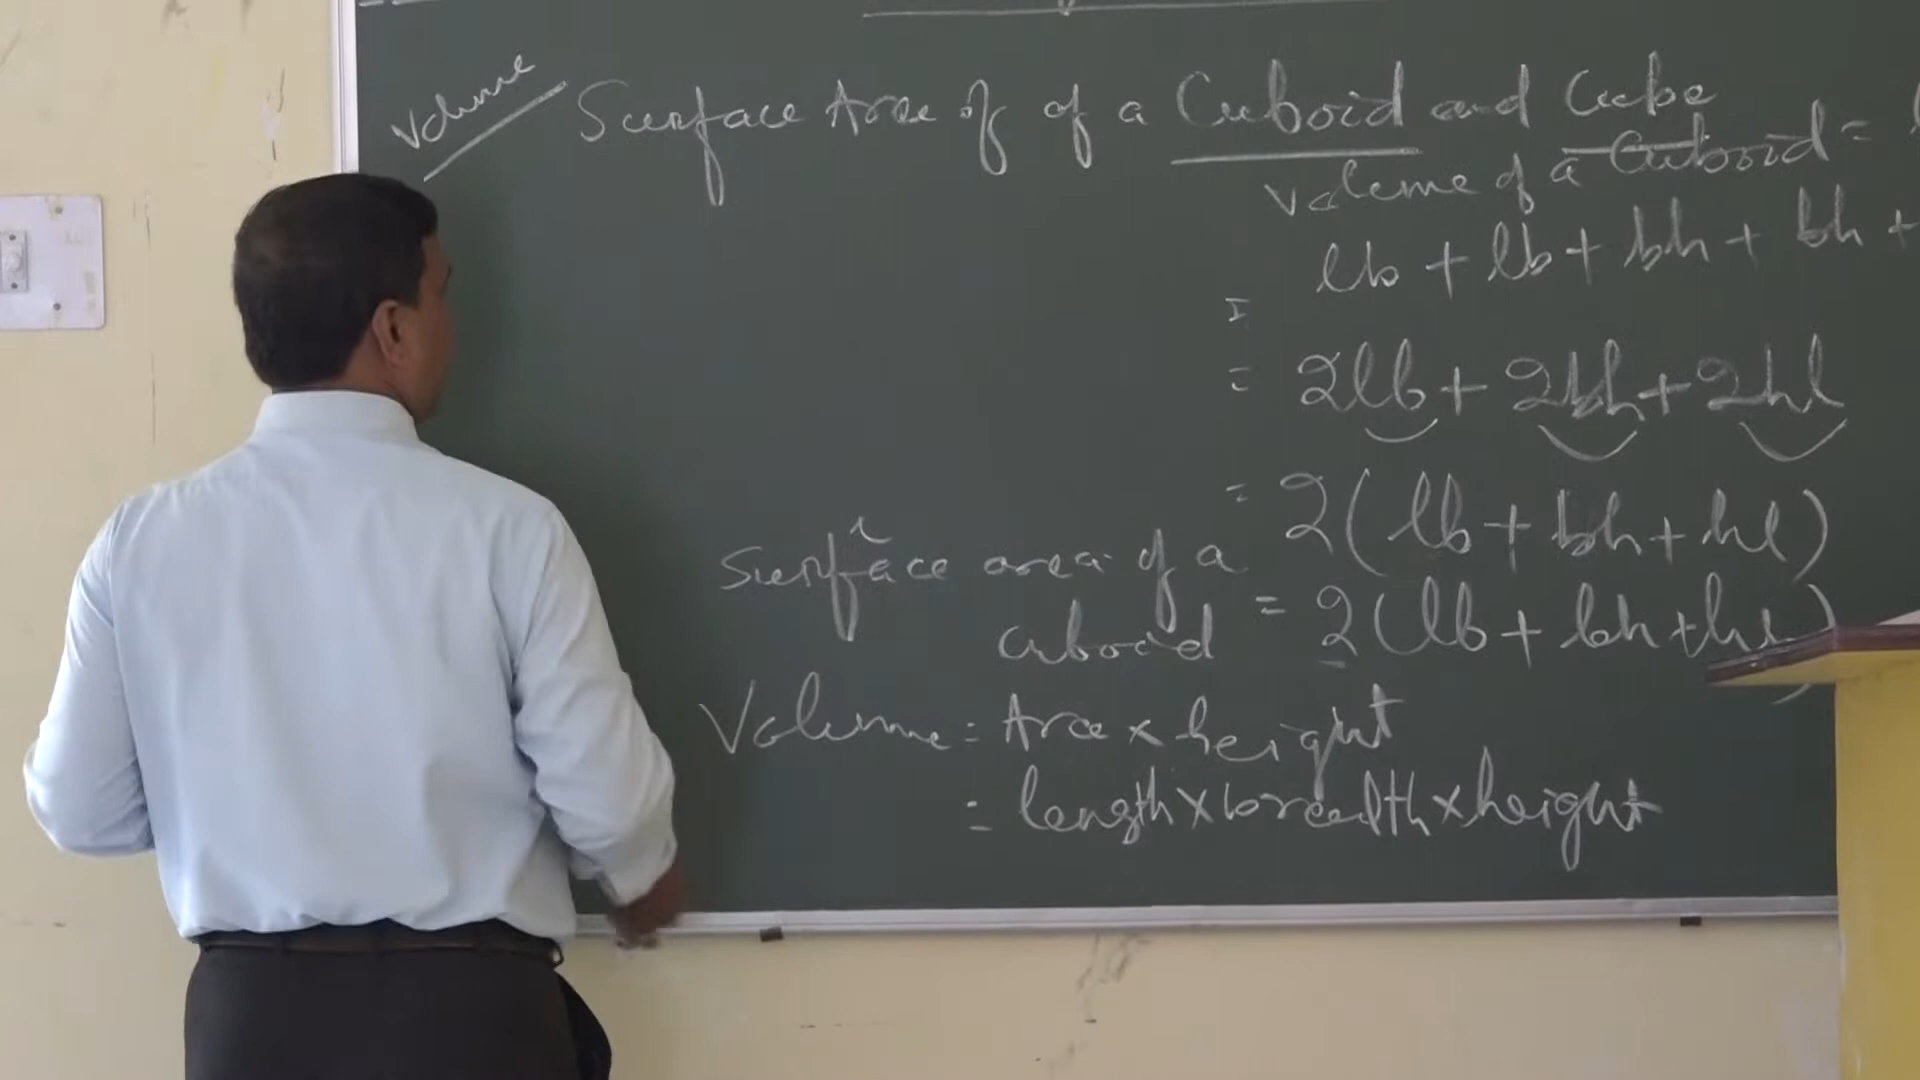 Volume
Surface Area of of a Cuboid and Cube
Volume of a Cuboid =
lb + lb + bh + bh +
=
= 2lb + 2bh + 2hl
= 2(lb + bh + hl)
Surface area of a cuboid = 2(lb + bh + hl)
Volume = Area x height
= length x breadth x height